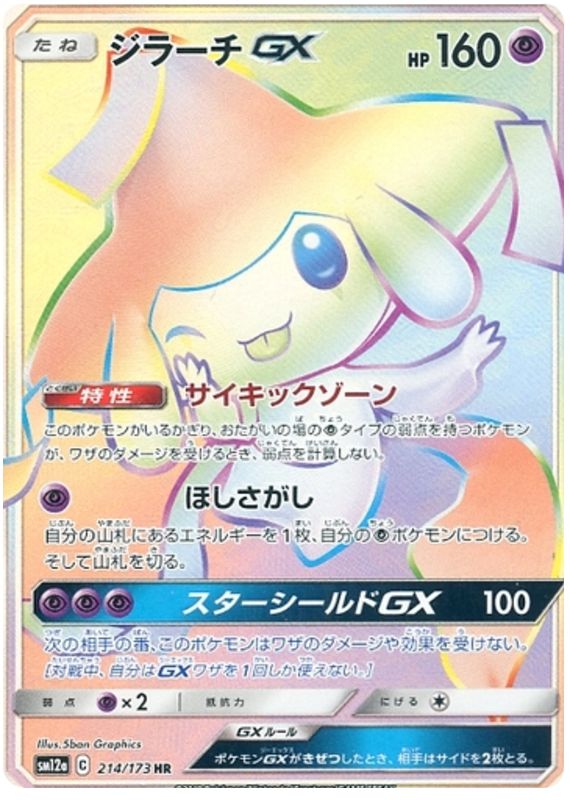 たね ジラーチGX HP 160
特性 サイキックゾーン
このポケモンがいるかぎり、おたがいの場の タイプの弱点を持つポケモン
が、ワザのダメージを受けるとき、弱点を計算しない。
ほしさがし
自分の山札にあるエネルギーを1枚、自分の ポケモンにつける。
そして山札を切る。
スターシールドGX 100
次の相手の番、このポケモンはワザのダメージや効果を受けない。
[対戦中、自分はGXワザを1回しか使えない。]
弱点 ×2 抵抗力 にげる
GXルール
ポケモンGXがきぜつしたとき、相手はサイドを2枚とる。
Illus.5ban Graphics
sm12a C 214/173 HR